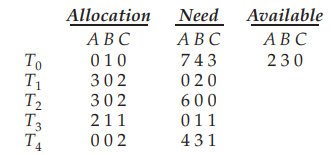 Allocation Need Available
A B C A B C A B C
T0 0 1 0 7 4 3 2 3 0
T1 3 0 2 0 2 0
T2 3 0 2 6 0 0
T3 2 1 1 0 1 1
T4 0 0 2 4 3 1